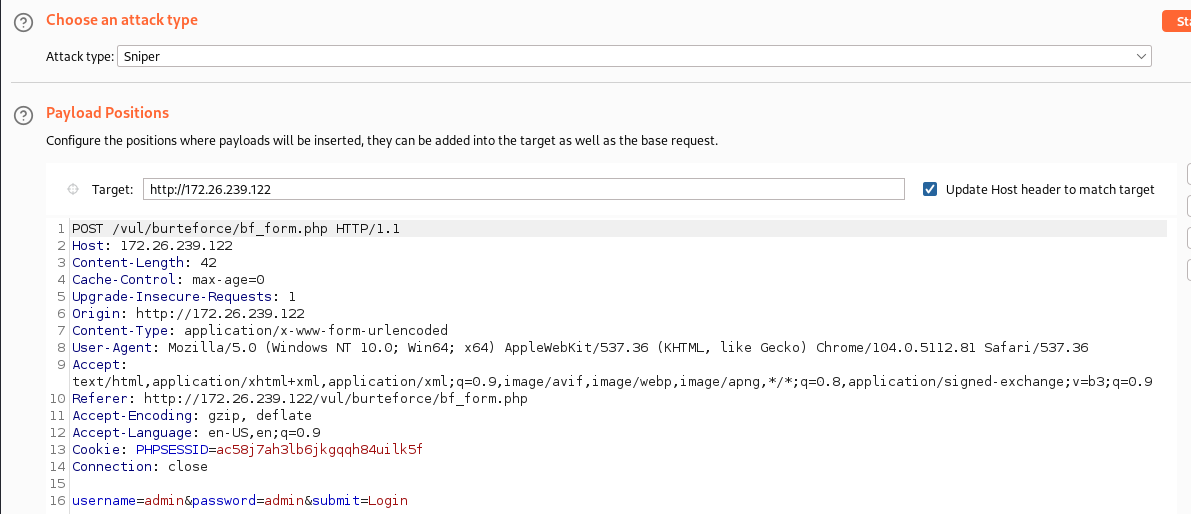 Choose an attack type
Sta
Attack type: Sniper
Payload Positions
Configure the positions where payloads will be inserted, they can be added into the target as well as the base request.
Target: http://172.26.239.122 Update Host header to match target
1 POST /vul/burteforce/bf_form.php HTTP/1.1
2 Host: 172.26.239.122
3 Content-Length: 42
4 Cache-Control: max-age=0
5 Upgrade-Insecure-Requests: 1
6 Origin: http://172.26.239.122
7 Content-Type: application/x-www-form-urlencoded
8 User-Agent: Mozilla/5.0 (Windows NT 10.0; Win64; x64) AppleWebKit/537.36 (KHTML, like Gecko) Chrome/104.0.5112.81 Safari/537.36
9 Accept:
text/html,application/xhtml+xml,application/xml;q=0.9,image/avif,image/webp,image/apng,*/*;q=0.8,application/signed-exchange;v=b3;q=0.9
10 Referer: http://172.26.239.122/vul/burteforce/bf_form.php
11 Accept-Encoding: gzip, deflate
12 Accept-Language: en-US,en;q=0.9
13 Cookie: PHPSESSID=ac58j7ah3lb6jkgqqh84uilk5f
14 Connection: close
15
16 username=admin&password=admin&submit=Login